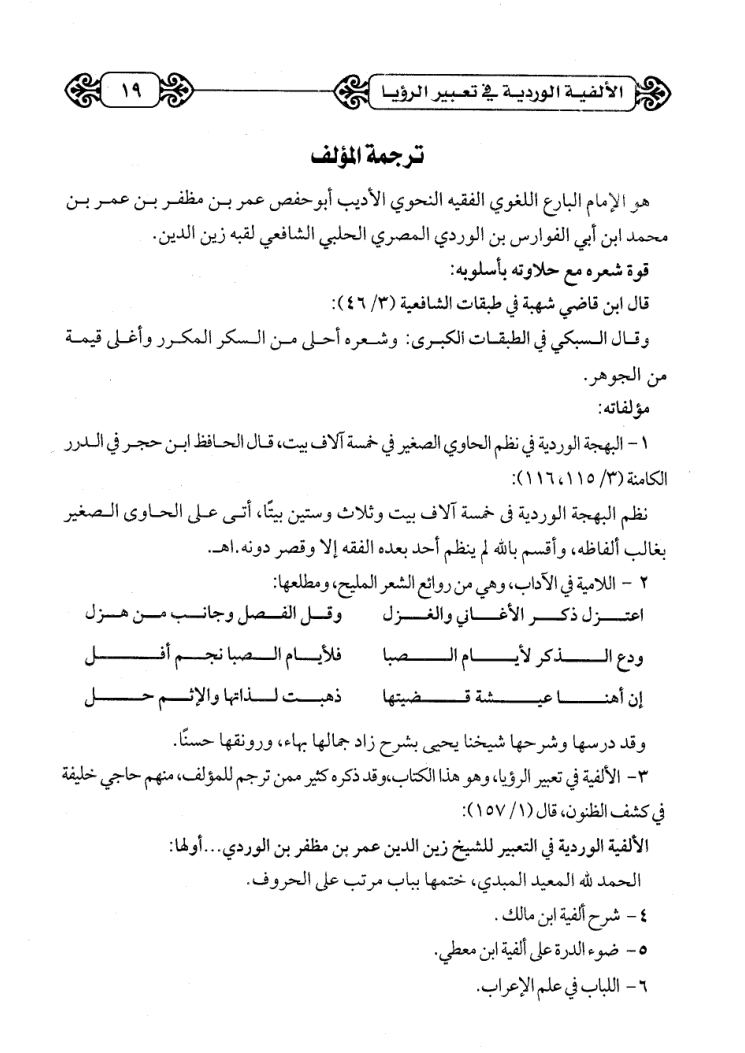 الألفية الوردية في تعبير الرؤيا
١٩
ترجمة المؤلف
هو الإمام البارع اللغوي الفقيه النحوي الأديب أبوحفص عمر بن مظفر بن عمر بن
محمد ابن أبي الفوارس بن الوردي المصري الحلبي الشافعي لقبه زين الدين.
قوة شعره مع حلاوته بأسلوبه:
قال ابن قاضي شهبة في طبقات الشافعية (٣/ ٤٦):
وقال السبكي في الطبقات الكبرى: وشعره أحلى من السكر المكرر وأغلى قيمة
من الجوهر.
مؤلفاته:
١- البهجة الوردية في نظم الحاوي الصغير في خمسة آلاف بيت، قال الحافظ ابن حجر في الدرر
الكامنة (٣/ ١١٥، ١١٦):
نظم البهجة الوردية فى خمسة آلاف بيت وثلاث وستين بيتًا، أتى على الحاوى الصغير
بغالب ألفاظه، وأقسم بالله لم ينظم أحد بعده الفقه إلا وقصر دونه.اهـ.
٢ - اللامية في الآداب، وهي من روائع الشعر المليح، ومطلعها:
اعتزل ذكر الأغاني والغزل وقل الفصل وجانب من هزل
ودع الذكر لأيام الصبا فلأيام الصبا نجم أفل
إن أهنا عيشة قضيتها ذهبت لذاتها والإثم حل
وقد درسها وشرحها شيخنا يحيى بشرح زاد جمالها بهاء، ورونقها حسنًا.
٣- الألفية في تعبير الرؤيا، وهو هذا الكتاب،وقد ذكره كثير ممن ترجم للمؤلف، منهم حاجي خليفة
في كشف الظنون، قال (١/ ١٥٧):
الألفية الوردية في التعبير للشيخ زين الدين عمر بن مظفر بن الوردي...أولها:
الحمد لله المعيد المبدي، ختمها بباب مرتب على الحروف.
٤- شرح ألفية ابن مالك .
٥- ضوء الدرة على ألفية ابن معطي.
٦- اللباب في علم الإعراب.